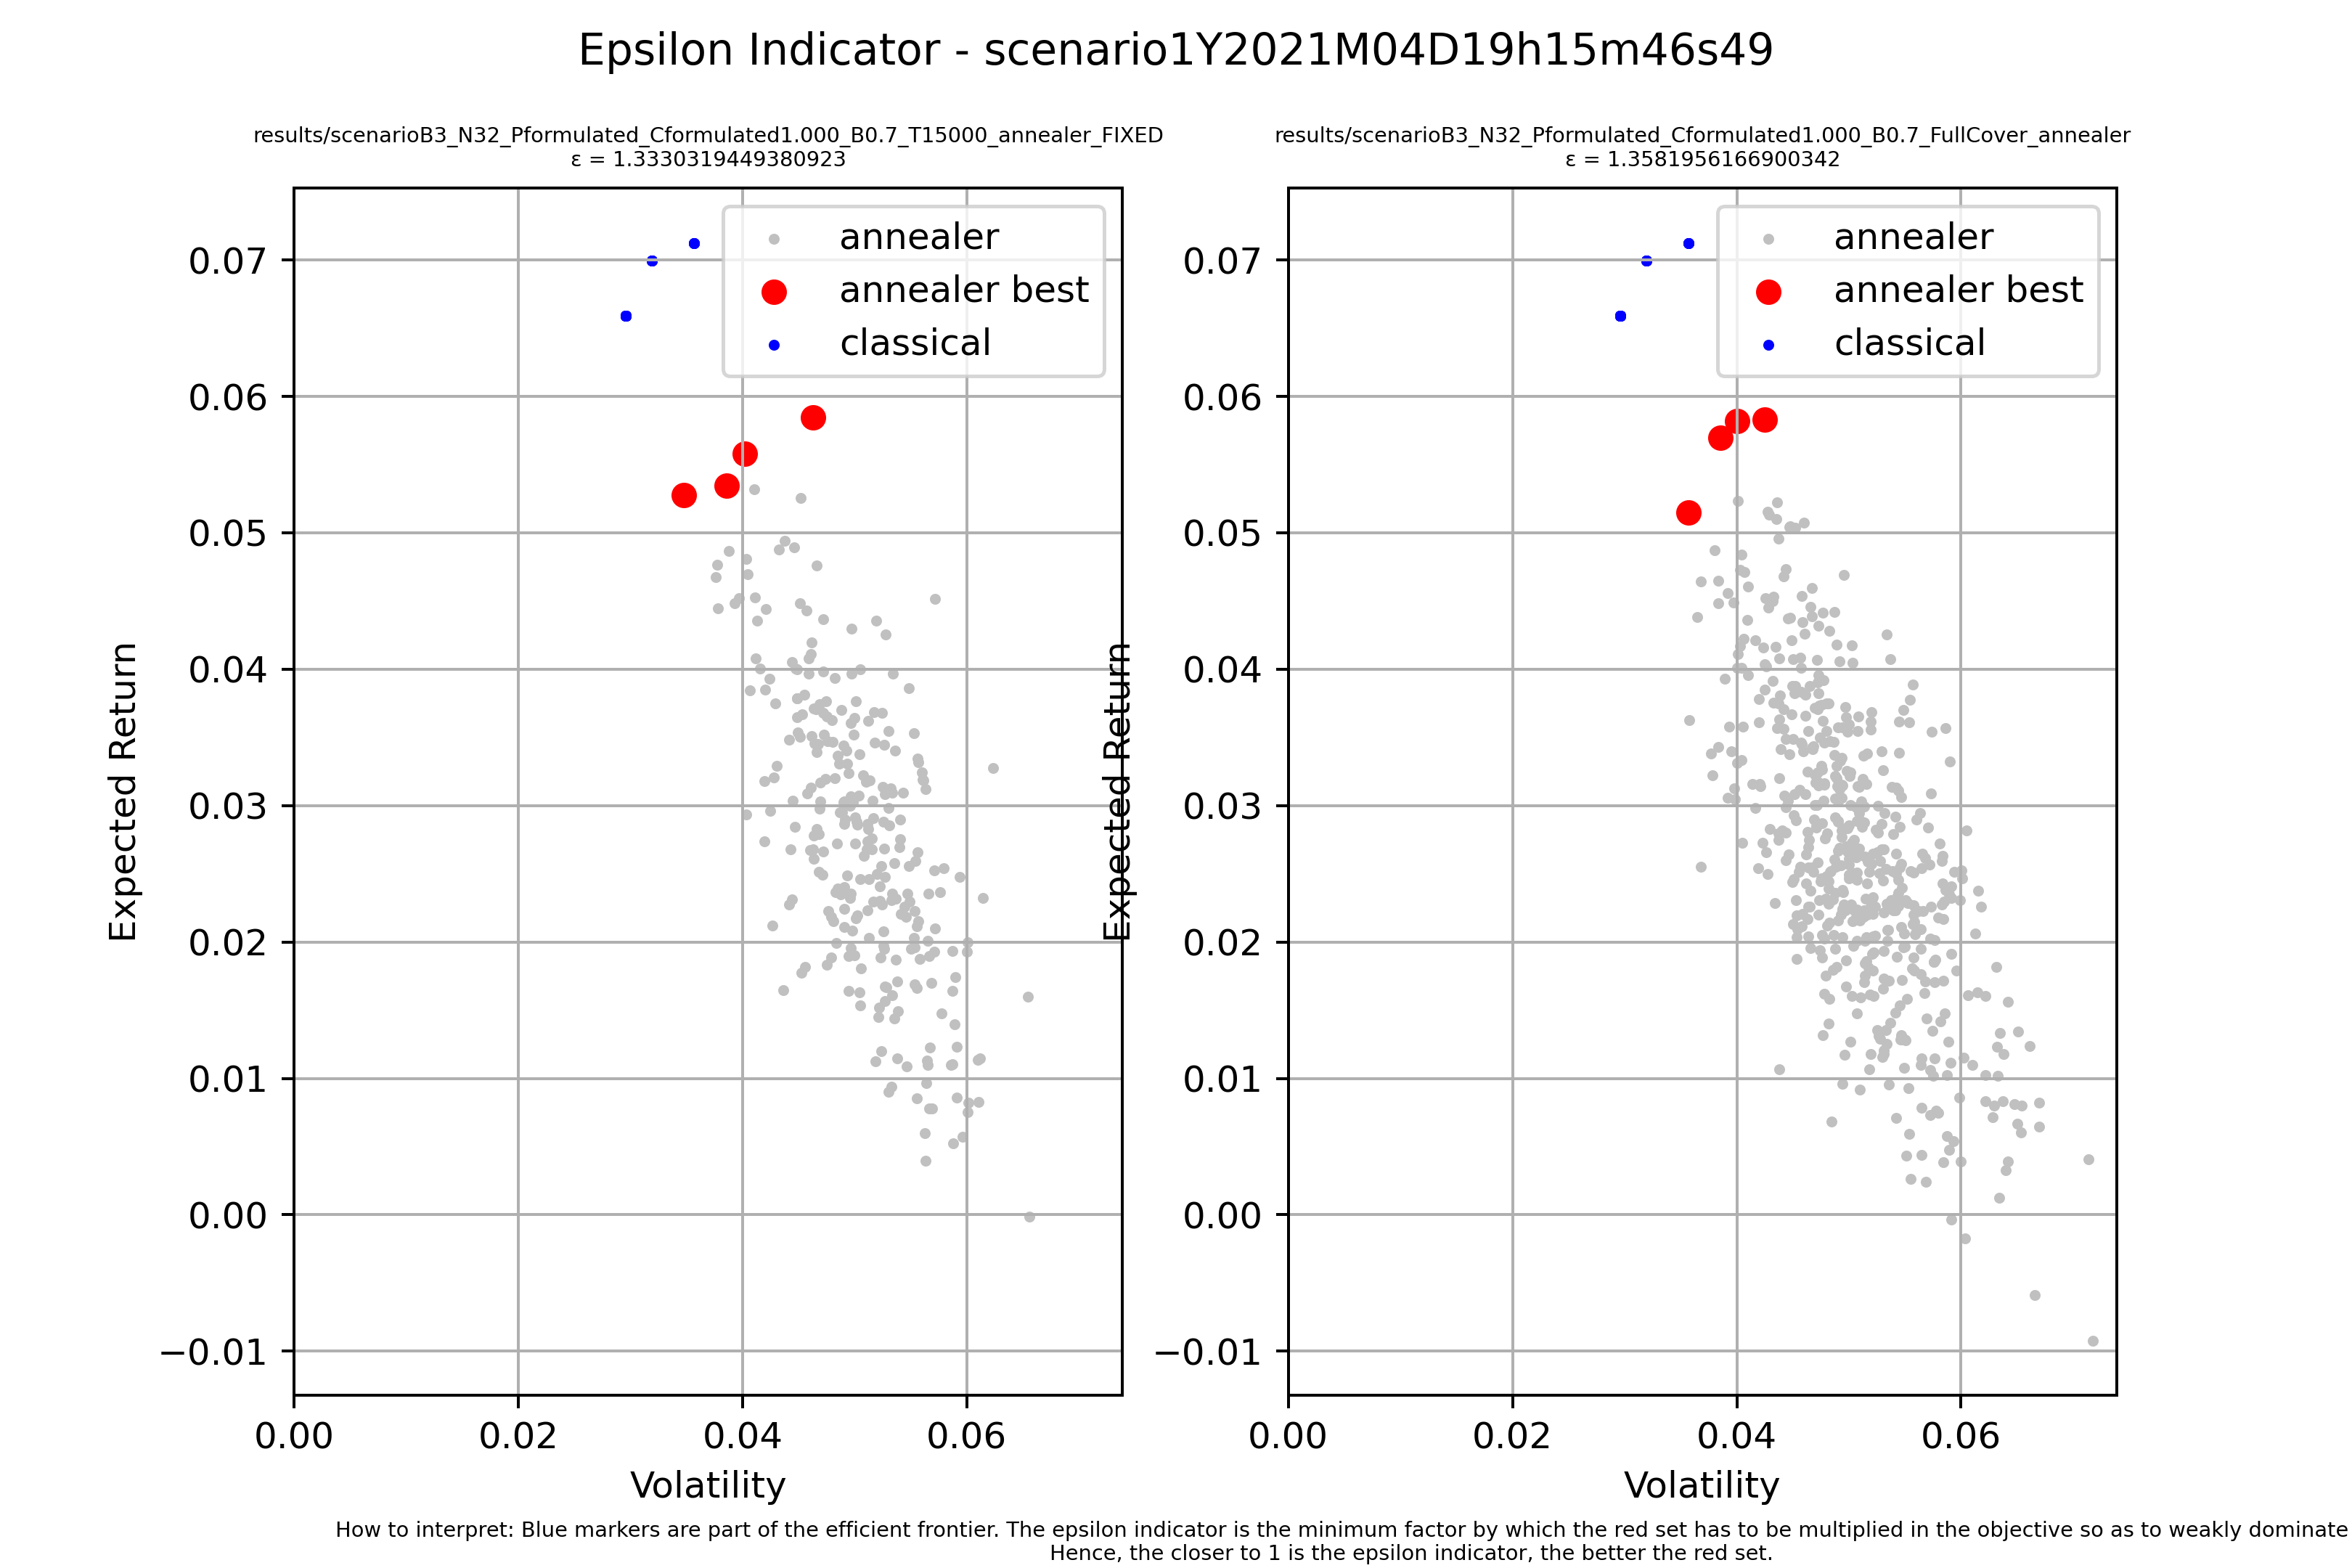 Epsilon Indicator - scenario1Y2021M04D19h15m46s49
results/scenarioB3_N32_Pformulated_Cformulated1.000_B0.7_T15000_annealer_FIXED
ε = 1.3330319449380923
annealer
annealer best
classical
0.07
0.06
0.05
0.04
0.03
0.02
0.01
0.00
−0.01
Expected Return
0.00 0.02 0.04 0.06
Volatility
results/scenarioB3_N32_Pformulated_Cformulated1.000_B0.7_FullCover_annealer
ε = 1.3581956166900342
annealer
annealer best
classical
0.07
0.06
0.05
0.04
0.03
0.02
0.01
0.00
−0.01
Expected Return
0.00 0.02 0.04 0.06
Volatility
How to interpret: Blue markers are part of the efficient frontier. The epsilon indicator is the minimum factor by which the red set has to be multiplied in the objective so as to weakly dominate
Hence, the closer to 1 is the epsilon indicator, the better the red set.